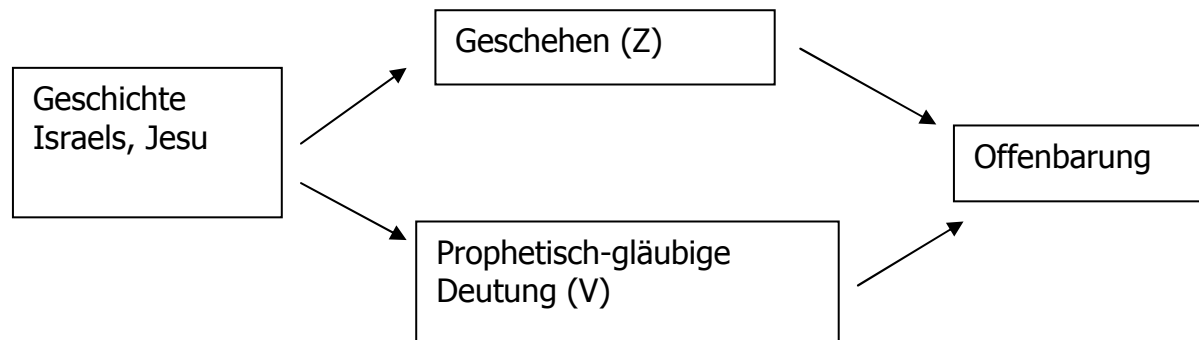 Geschichte
Israels, Jesu
Geschehen (Z)
Prophetisch-gläubige
Deutung (V)
Offenbarung